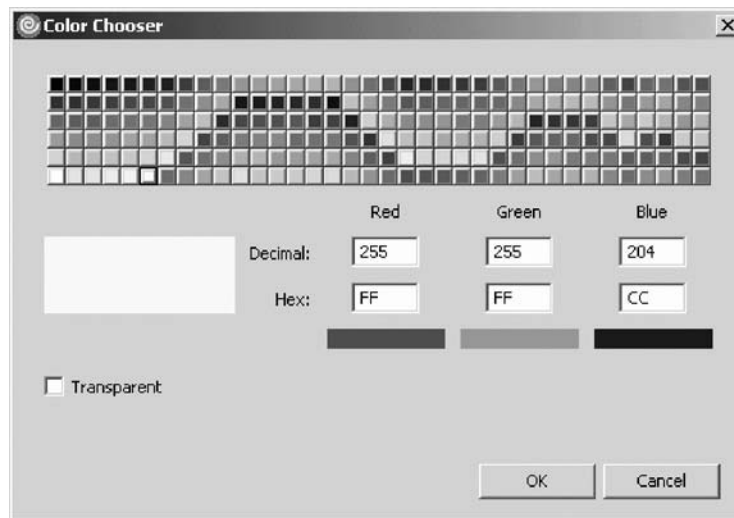 Color Chooser
Red Green Blue
Decimal: 255 255 204
Hex: FF FF CC
Transparent
OK Cancel